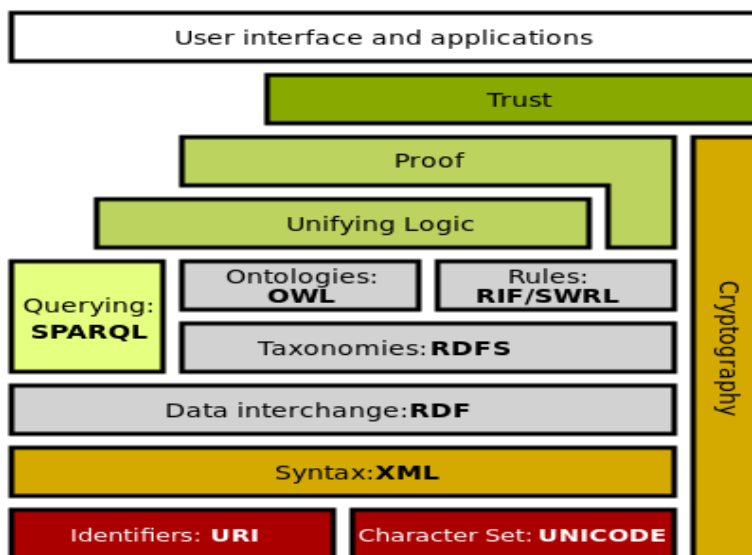 User interface and applications
Trust
Proof
Unifying Logic
Querying:
SPARQL
Ontologies:
OWL
Rules:
RIF/SWRL
Taxonomies:RDFS
Data interchange:RDF
Syntax:XML
Identifiers: URI
Character Set: UNICODE
Cryptography